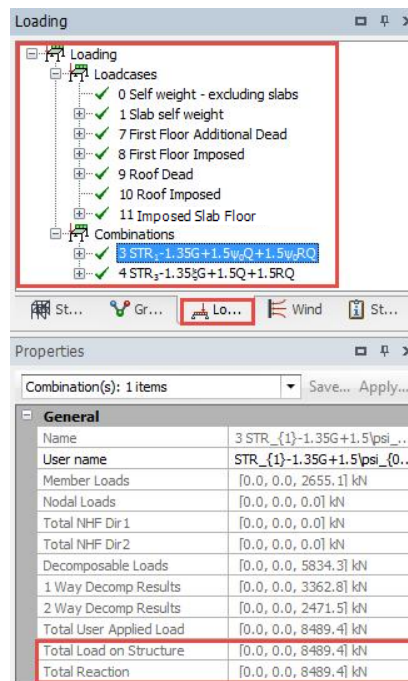 Loading
Loading
Loadcases
0 Self weight - excluding slabs
1 Slab self weight
7 First Floor Additional Dead
8 First Floor Imposed
9 Roof Dead
10 Roof Imposed
11 Imposed Slab Floor
Combinations
3 STR₁-1.35G+1.5ψ₀Q+1.5ψ₀RQ
4 STR₃-1.35ξG+1.5Q+1.5RQ
St... Gr... Lo... Wind St...
Properties
Combination(s): 1 items Save... Apply...
General
Name 3 STR_{1}-1.35G+1.5\psi_...
User name STR_{1}-1.35G+1.5\psi_{0...
Member Loads [0.0, 0.0, 2655.1] kN
Nodal Loads [0.0, 0.0, 0.0] kN
Total NHF Dir1 [0.0, 0.0, 0.0] kN
Total NHF Dir2 [0.0, 0.0, 0.0] kN
Decomposable Loads [0.0, 0.0, 5834.3] kN
1 Way Decomp Results [0.0, 0.0, 3362.8] kN
2 Way Decomp Results [0.0, 0.0, 2471.5] kN
Total User Applied Load [0.0, 0.0, 8489.4] kN
Total Load on Structure [0.0, 0.0, 8489.4] kN
Total Reaction [0.0, 0.0, 8489.4] kN